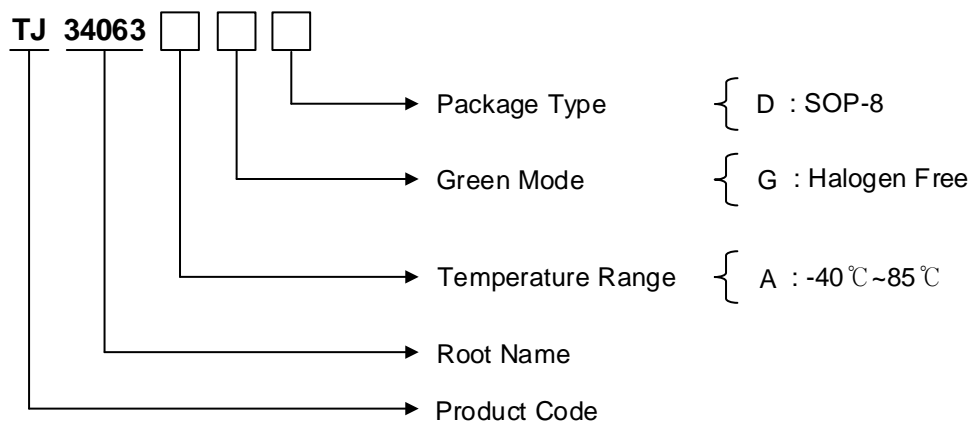 TJ 34063
Package Type D : SOP-8
Green Mode G : Halogen Free
Temperature Range A : -40℃~85℃
Root Name
Product Code